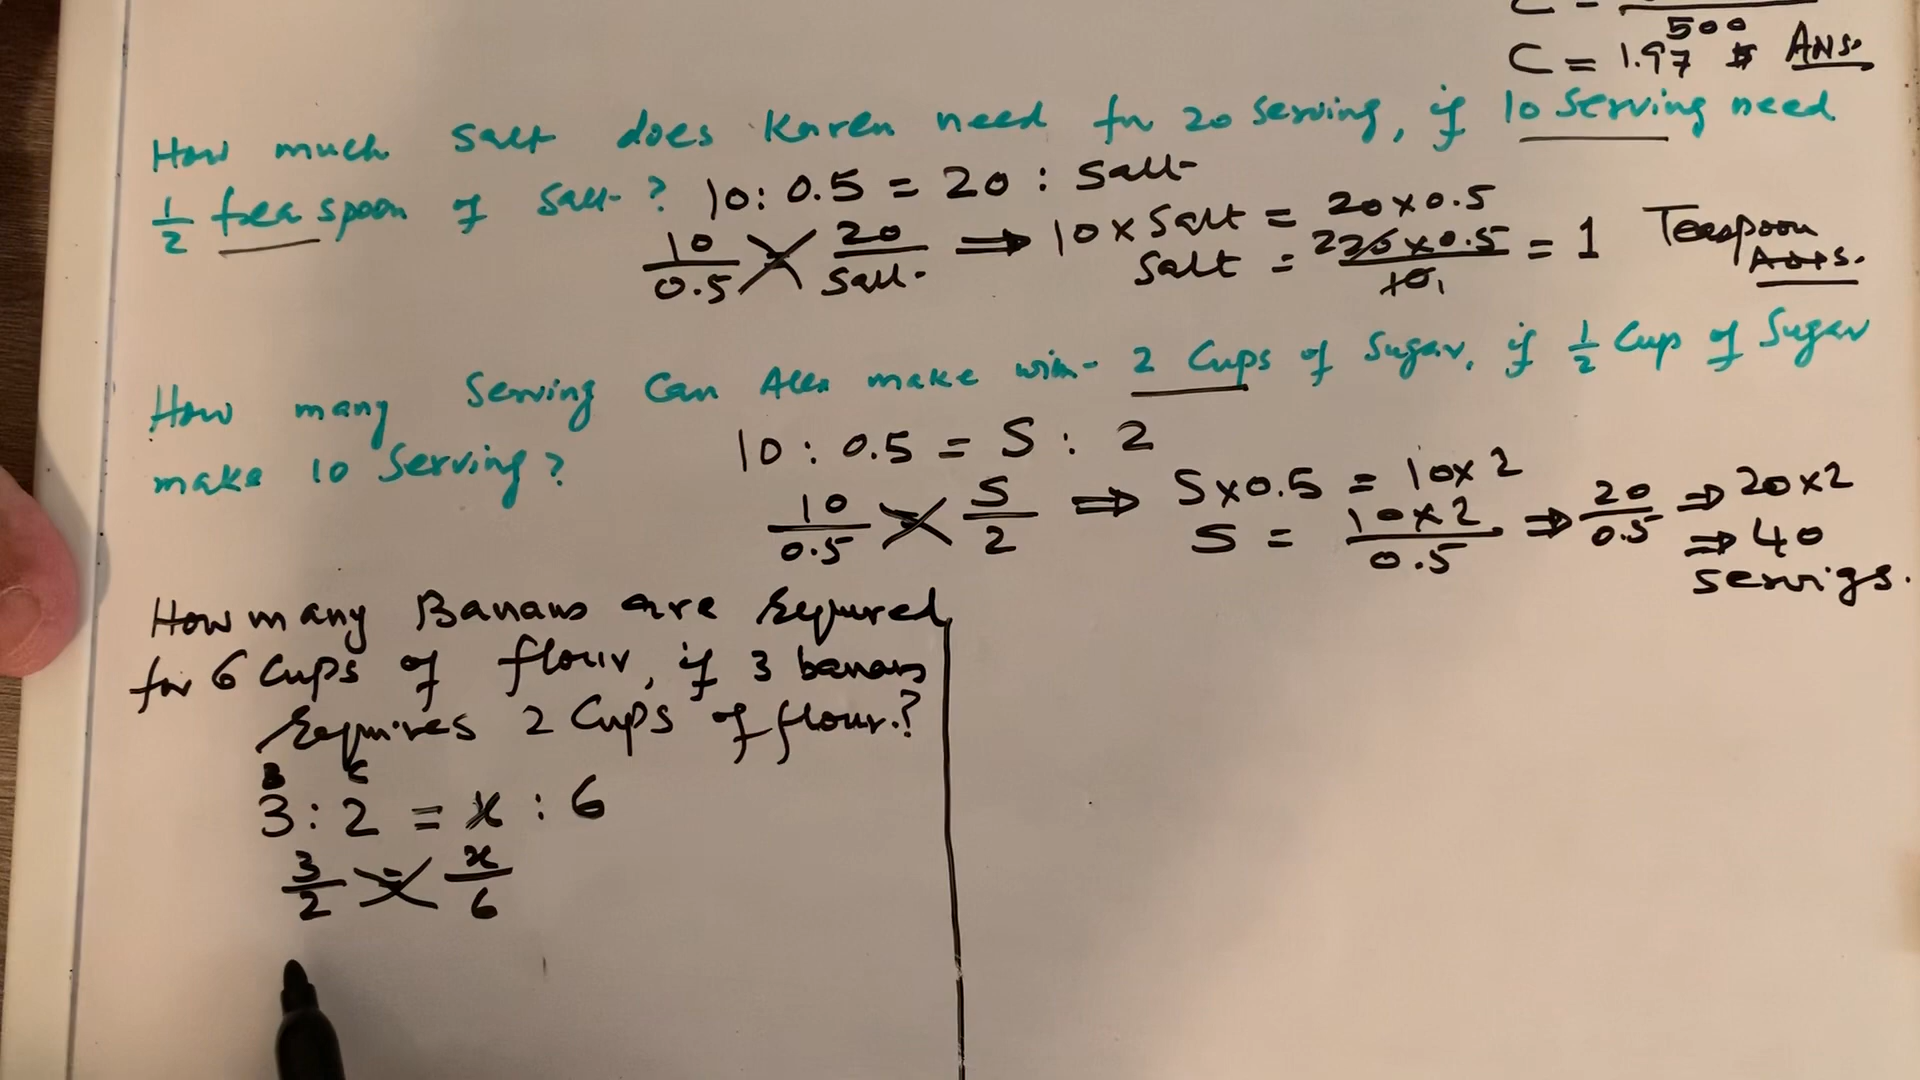 500
C = 1.97 $ Ans.
How much salt does Karen need for 20 Serving, if 10 Serving need
1/2 teaspoon of salt ? 10 : 0.5 = 20 : Salt
10/0.5 = 20/Salt ⇒ 10 x Salt = 20 x 0.5
Salt = 20 x 0.5 / 10 = 1 Teaspoon Ans.
How many Serving Can Alex make with 2 Cups of Sugar, if 1/2 Cup of Sugar
make 10 Serving ? 10 : 0.5 = S : 2
10/0.5 = S/2 ⇒ S x 0.5 = 10 x 2
S = 10 x 2 / 0.5 ⇒ 20/0.5 ⇒ 20 x 2
⇒ 40
servigs.
How many Banans are required
for 6 Cups of flour, if 3 banans
requires 2 Cups of flour.?
B C
3 : 2 = x : 6
3/2 = x/6